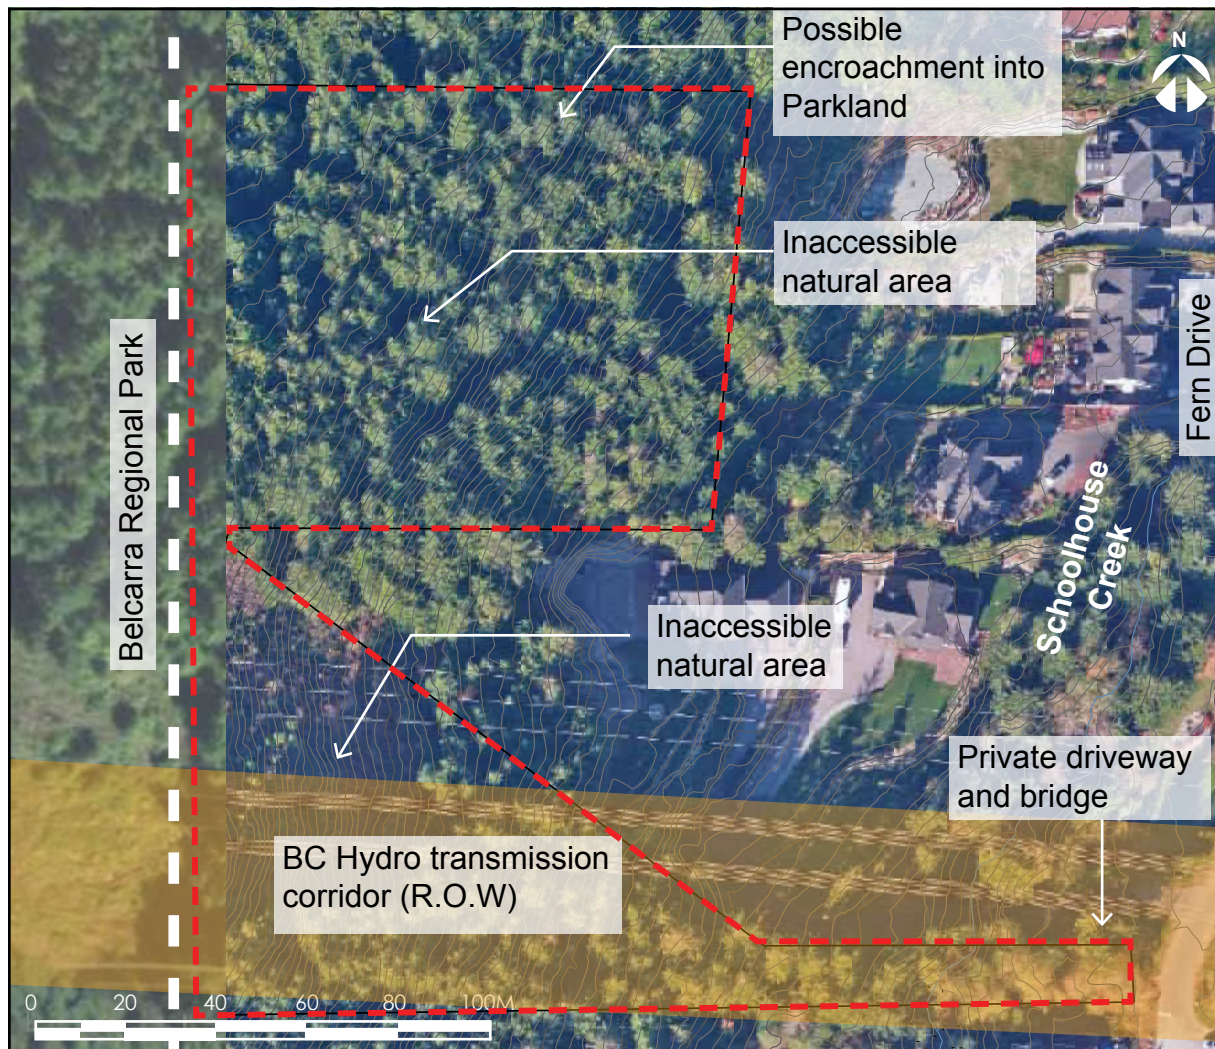 Possible
encroachment into
Parkland
N
Inaccessible
natural area
Fern Drive
Belcarra Regional Park
Schoolhouse
Creek
Inaccessible
natural area
Private driveway
and bridge
BC Hydro transmission
corridor (R.O.W)
0 20 40 60 80 100M